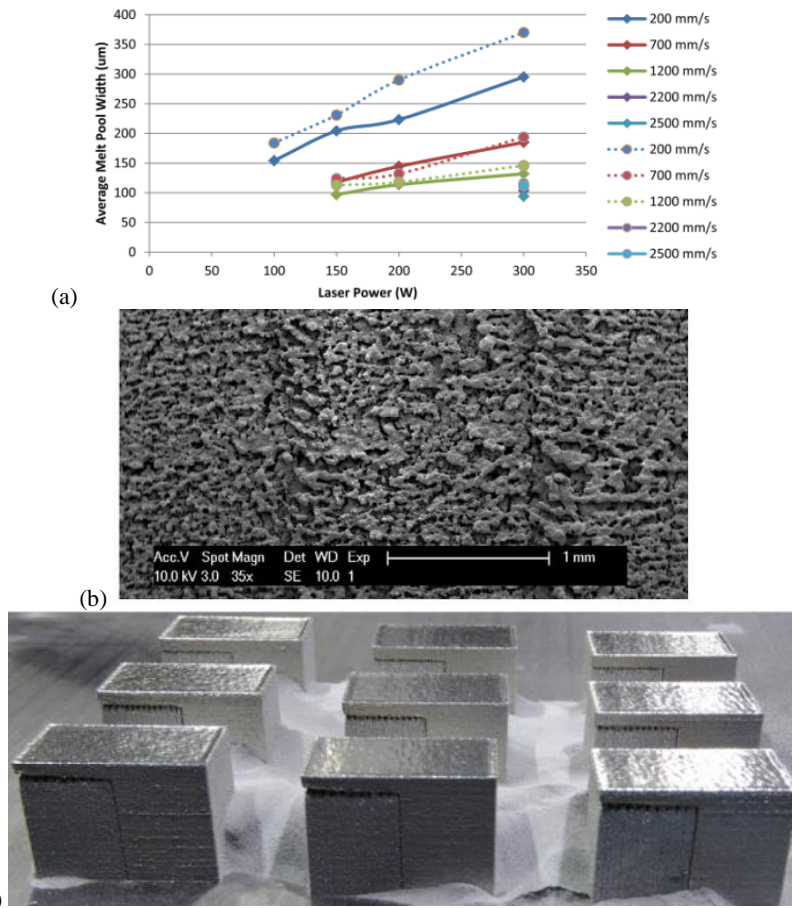 400
350
300
250
200
150
100
50
0
Average Melt Pool Width (um)
0 50 100 150 200 250 300 350
Laser Power (W)
200 mm/s
700 mm/s
1200 mm/s
2200 mm/s
2500 mm/s
200 mm/s
700 mm/s
1200 mm/s
2200 mm/s
2500 mm/s
(a)
Acc.V Spot Magn Det WD Exp 1 mm
10.0 kV 3.0 35x SE 10.0 1
(b)